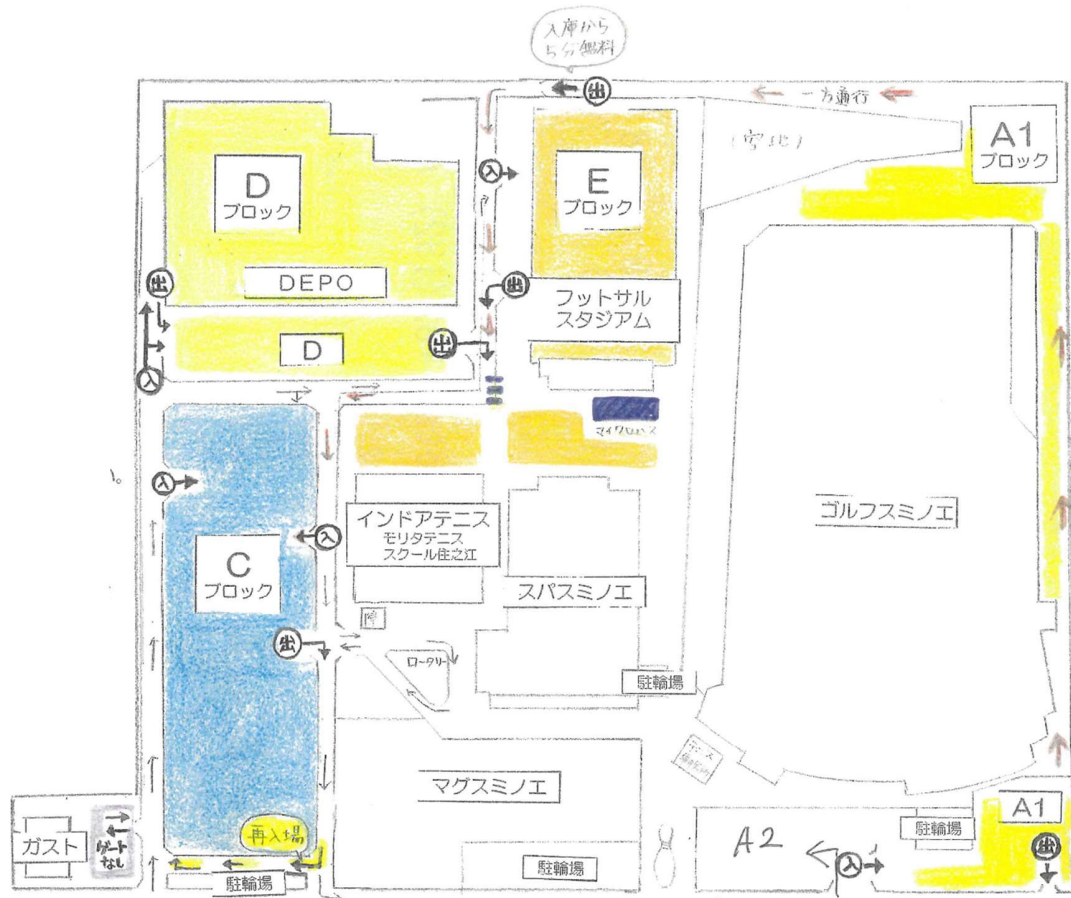 入庫から
5分無料
出
一方通行
A1
ブロック
(空地)
D
ブロック
入
E
ブロック
出
DEPO
出
フットサル
スタジアム
D
出
入
マイクロバス
入
インドアテニス
モリタテニス
スクール住之江
入
C
ブロック
ゴルフスミノエ
スパスミノエ
出
ロータリー
駐輪場
マグスミノエ
A1
ガスト
ゲート
なし
再入場
A2
駐輪場
出
入
駐輪場
駐輪場